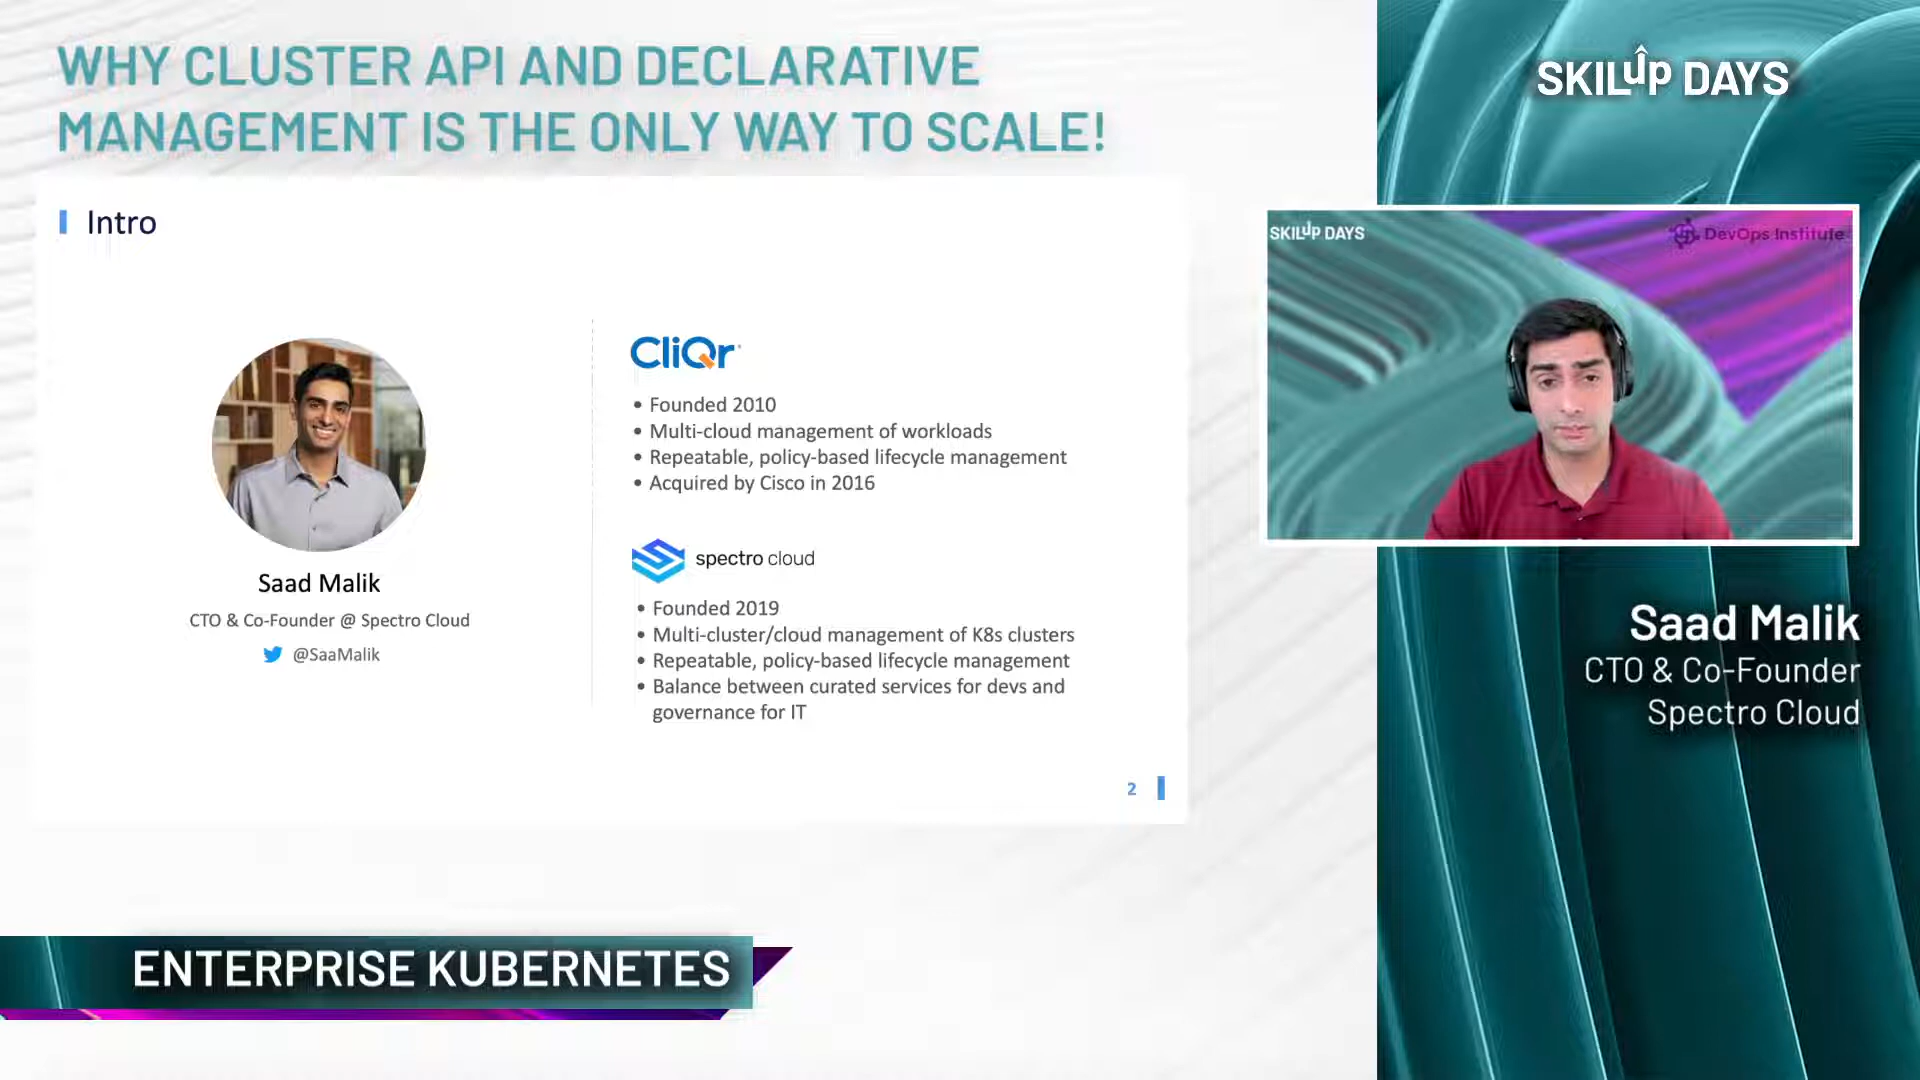 WHY CLUSTER API AND DECLARATIVE
MANAGEMENT IS THE ONLY WAY TO SCALE!
Intro
Saad Malik
CTO & Co-Founder @ Spectro Cloud
@SaaMalik
CliQr
• Founded 2010
• Multi-cloud management of workloads
• Repeatable, policy-based lifecycle management
• Acquired by Cisco in 2016
spectro cloud
• Founded 2019
• Multi-cluster/cloud management of K8s clusters
• Repeatable, policy-based lifecycle management
• Balance between curated services for devs and
governance for IT
2
ENTERPRISE KUBERNETES
SKILup DAYS
SKILup DAYS
DevOps Institute
Saad Malik
CTO & Co-Founder
Spectro Cloud